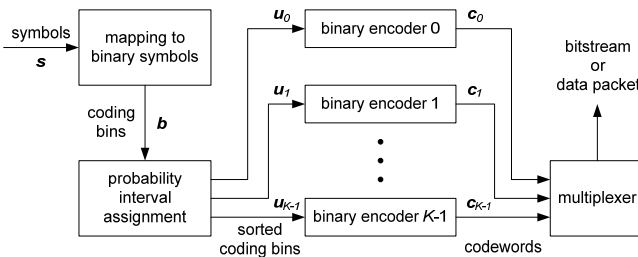 symbols
s
mapping to
binary symbols
coding
bins
b
probability
interval
assignment
u0
u1
uK-1
sorted
coding bins
binary encoder 0
binary encoder 1
binary encoder K-1
c0
c1
cK-1
codewords
multiplexer
bitstream
or
data packet